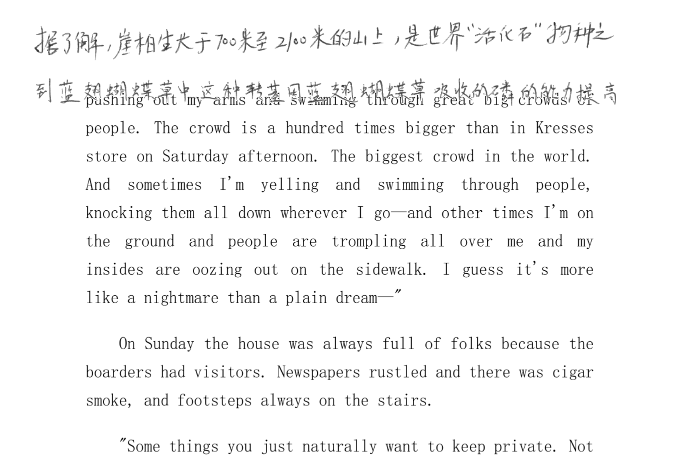 据了解，崖柏生大于700米至2100米的山上，是世界“活化石”物种之
到蓝翅蝴蝶草中这种转基因蓝翅蝴蝶草吸收的磷的能力提高
pushing out my arms and swimming through great big crowds of
people. The crowd is a hundred times bigger than in Kresses
store on Saturday afternoon. The biggest crowd in the world.
And sometimes I'm yelling and swimming through people,
knocking them all down wherever I go—and other times I'm on
the ground and people are trompling all over me and my
insides are oozing out on the sidewalk. I guess it's more
like a nightmare than a plain dream—"
On Sunday the house was always full of folks because the
boarders had visitors. Newspapers rustled and there was cigar
smoke, and footsteps always on the stairs.
"Some things you just naturally want to keep private. Not